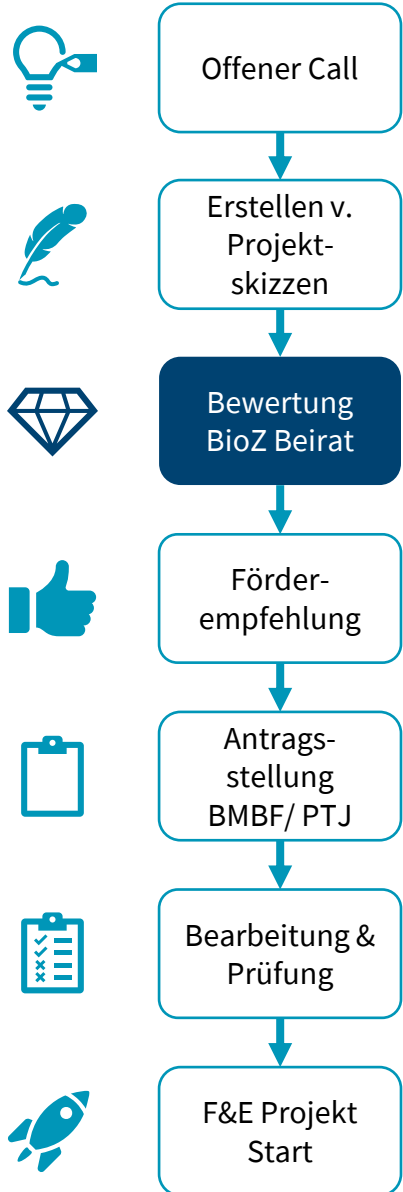 Offener Call
Erstellen v.
Projekt-
skizzen
Bewertung
BioZ Beirat
Förder-
empfehlung
Antrags-
stellung
BMBF/ PTJ
Bearbeitung &
Prüfung
F&E Projekt
Start